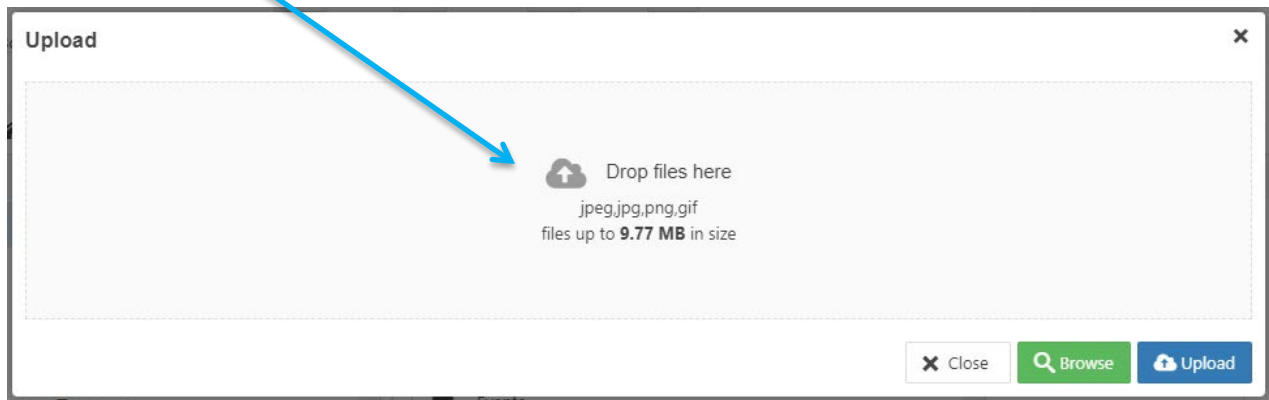 Upload
Drop files here
jpeg,jpg,png,gif
files up to 9.77 MB in size
Close
Browse
Upload
Events